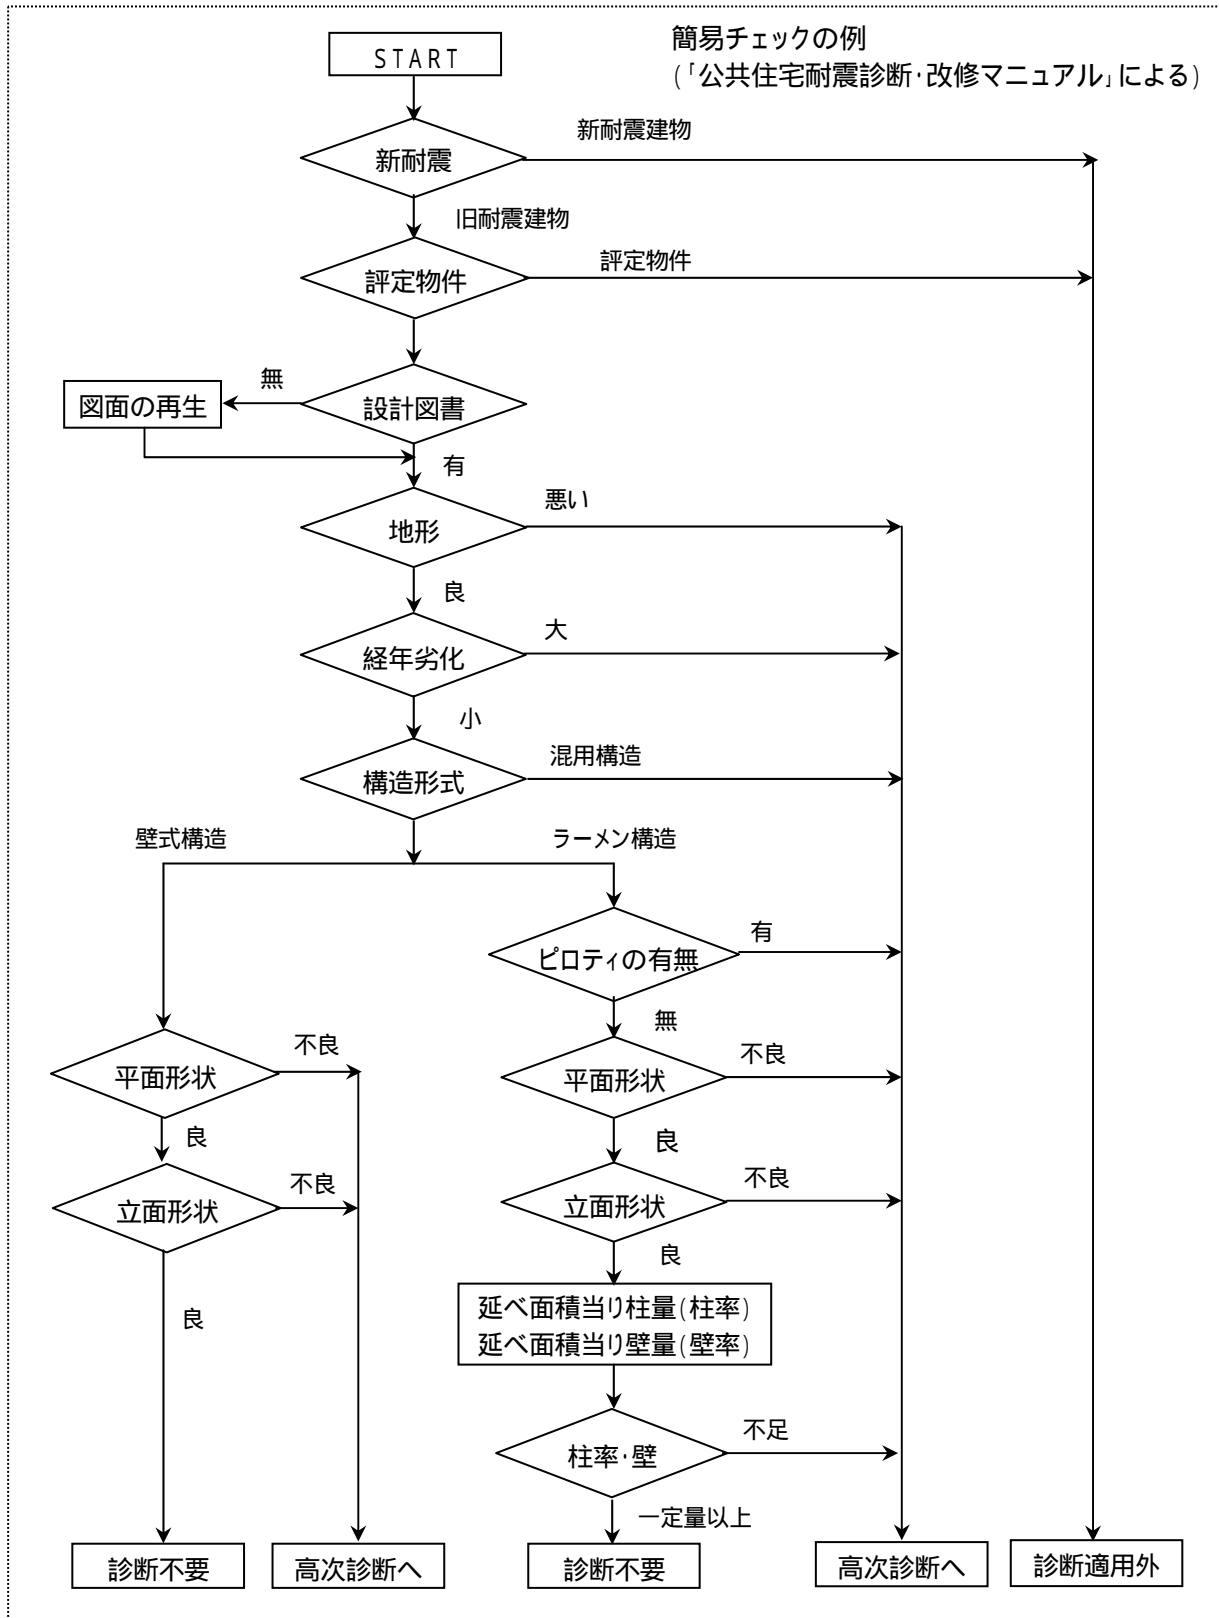 簡易チェックの例
(「公共住宅耐震診断・改修マニュアル」による)
START
新耐震建物
新耐震
旧耐震建物
評定物件
評定物件
無
図面の再生
設計図書
有
悪い
地形
良
大
経年劣化
小
混用構造
構造形式
壁式構造
ラーメン構造
有
ピロティの有無
無
不良
不良
平面形状
平面形状
良
良
不良
不良
立面形状
立面形状
良
良
延べ面積当り柱量(柱率)
延べ面積当り壁量(壁率)
不足
柱率・壁
一定量以上
診断不要
高次診断へ
診断不要
高次診断へ
診断適用外